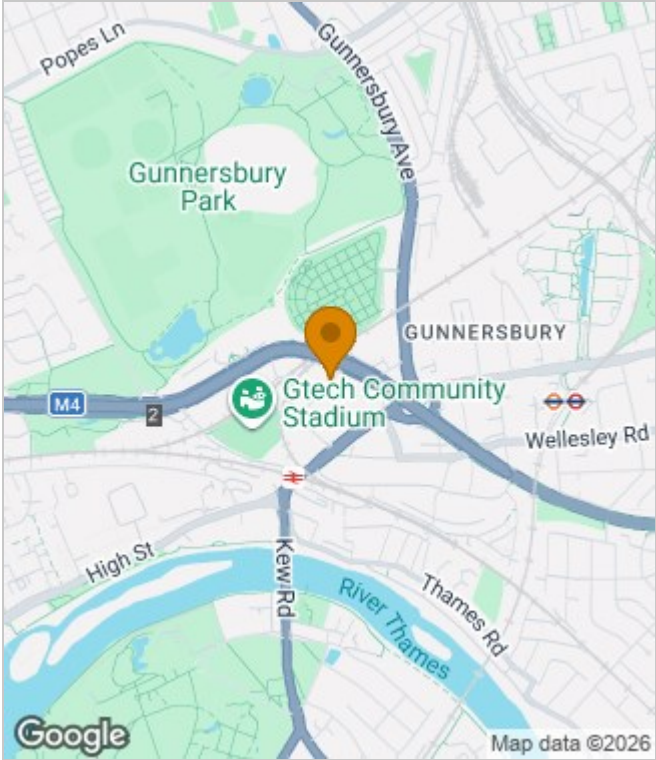 Popes Ln
Gunnersbury Ave
Gunnersbury
Park
GUNNERSBURY
M4
2
Gtech Community
Stadium
Wellesley Rd
High St
Kew Rd
River Thames
Thames Rd
Google
Map data ©2026